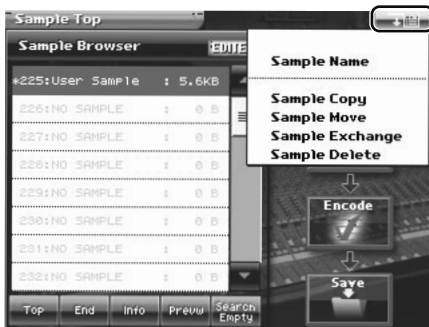 Sample Top
Sample Browser
EDITE
*225:User Sample : 5.6KB
226:NO SAMPLE : 0 B
227:NO SAMPLE : 0 B
228:NO SAMPLE : 0 B
229:NO SAMPLE : 0 B
230:NO SAMPLE : 0 B
231:NO SAMPLE : 0 B
232:NO SAMPLE : 0 B
Top
End
Info
Prevw
Search
Empty
Sample Name
Sample Copy
Sample Move
Sample Exchange
Sample Delete
Encode
Save